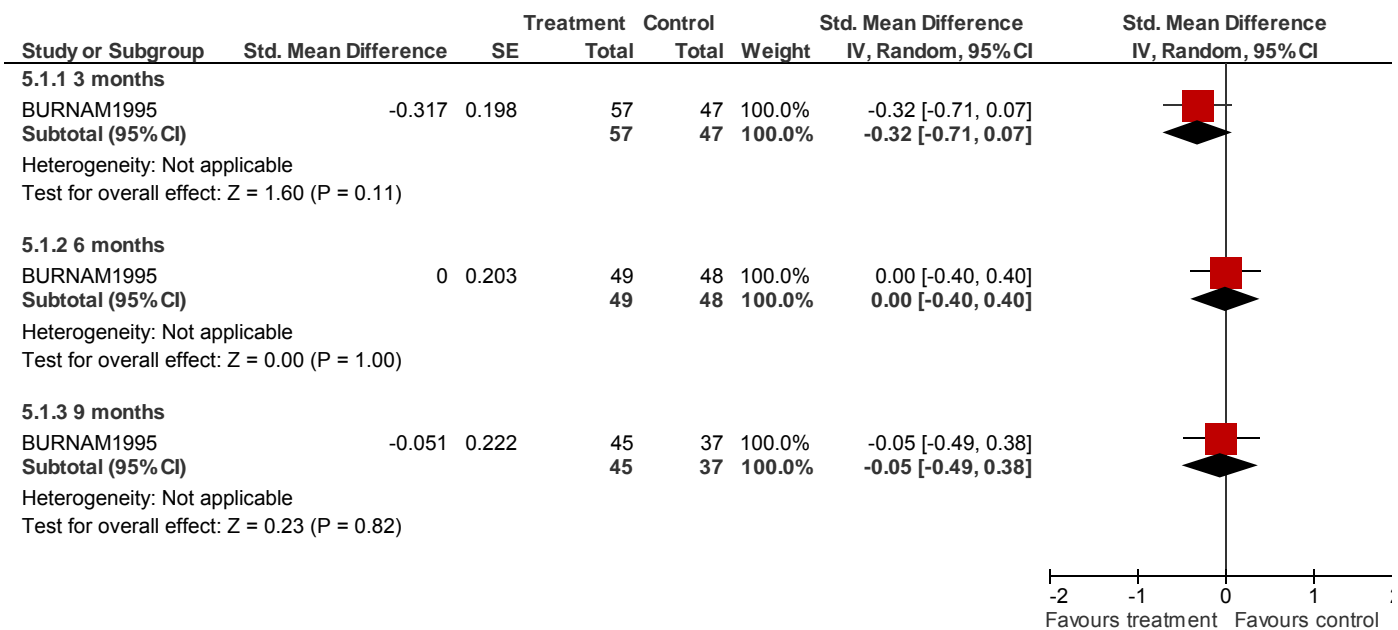 Treatment Control Std. Mean Difference Std. Mean Difference
Study or Subgroup Std. Mean Difference SE Total Total Weight IV, Random, 95% CI IV, Random, 95% CI
5.1.1 3 months
BURNAM1995 -0.317 0.198 57 47 100.0% -0.32 [-0.71, 0.07]
Subtotal (95% CI) 57 47 100.0% -0.32 [-0.71, 0.07]
Heterogeneity: Not applicable
Test for overall effect: Z = 1.60 (P = 0.11)
5.1.2 6 months
BURNAM1995 0 0.203 49 48 100.0% 0.00 [-0.40, 0.40]
Subtotal (95% CI) 49 48 100.0% 0.00 [-0.40, 0.40]
Heterogeneity: Not applicable
Test for overall effect: Z = 0.00 (P = 1.00)
5.1.3 9 months
BURNAM1995 -0.051 0.222 45 37 100.0% -0.05 [-0.49, 0.38]
Subtotal (95% CI) 45 37 100.0% -0.05 [-0.49, 0.38]
Heterogeneity: Not applicable
Test for overall effect: Z = 0.23 (P = 0.82)
-2 -1 0 1 2
Favours treatment Favours control